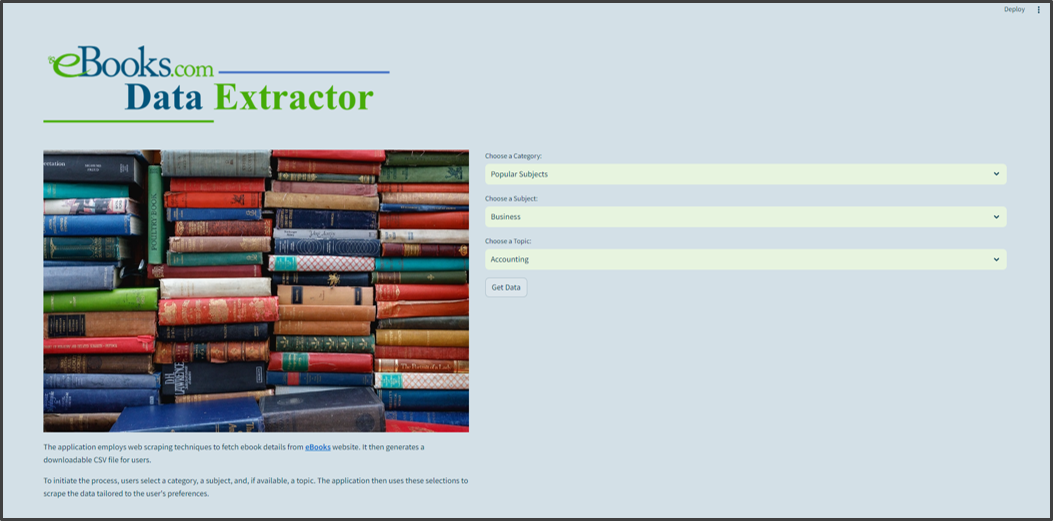 Deploy
eBooks.com
Data Extractor
POULTRY BOOK
D.H.
LAWRENCE
Choose a Category:
Popular Subjects
Choose a Subject:
Business
Choose a Topic:
Accounting
Get Data
The application employs web scraping techniques to fetch ebook details from eBooks website. It then generates a
downloadable CSV file for users.
To initiate the process, users select a category, a subject, and, if available, a topic. The application then uses these selections to
scrape the data tailored to the user's preferences.